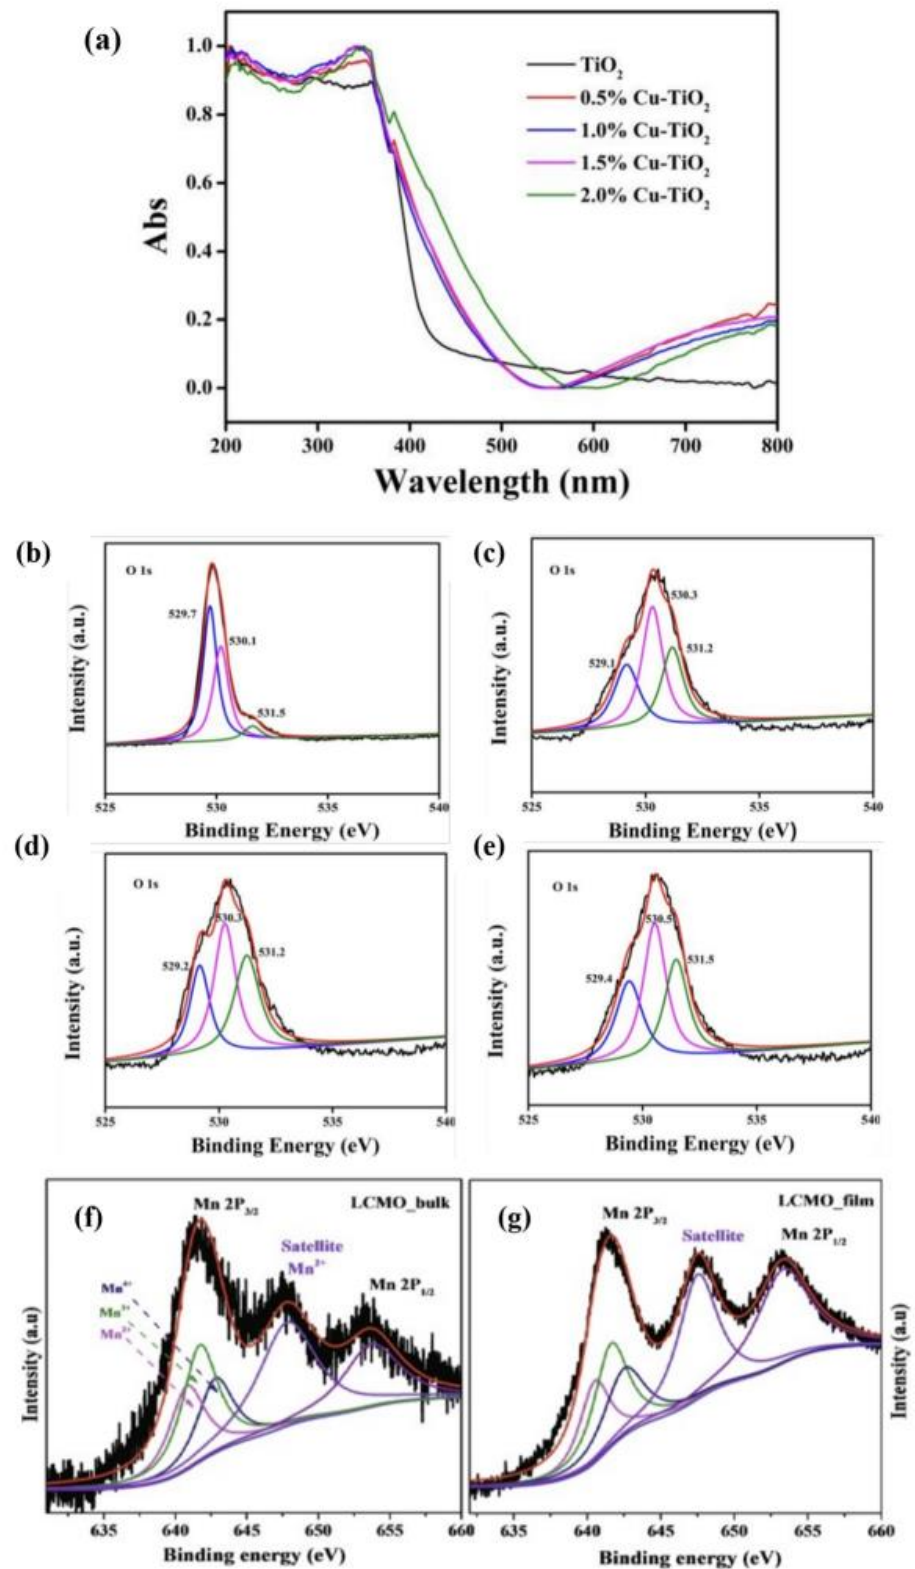 (a)
1.0
0.8
0.6
0.4
0.2
0.0
Abs
TiO₂
0.5% Cu-TiO₂
1.0% Cu-TiO₂
1.5% Cu-TiO₂
2.0% Cu-TiO₂
200 300 400 500 600 700 800
Wavelength (nm)
(b)
O 1s
529.7
530.1
531.5
Intensity (a.u.)
525 530 535 540
Binding Energy (eV)
(c)
O 1s
530.3
531.2
529.1
Intensity (a.u.)
525 530 535 540
Binding Energy (eV)
(d)
O 1s
530.3
531.2
529.2
Intensity (a.u.)
525 530 535 540
Binding Energy (eV)
(e)
O 1s
530.5
531.5
529.4
Intensity (a.u.)
525 530 535 540
Binding Energy (eV)
(f)
Mn 2P₃/₂
LCMO_bulk
Satellite
Mn²⁺
Mn 2P₁/₂
Mn⁴⁺
Mn³⁺
Mn²⁺
Intensity (a.u)
635 640 645 650 655 660
Binding energy (eV)
(g)
LCMO_film
Mn 2P₃/₂
Satellite
Mn 2P₁/₂
635 640 645 650 655 660
Binding energy (eV)
Intensity (a.u)